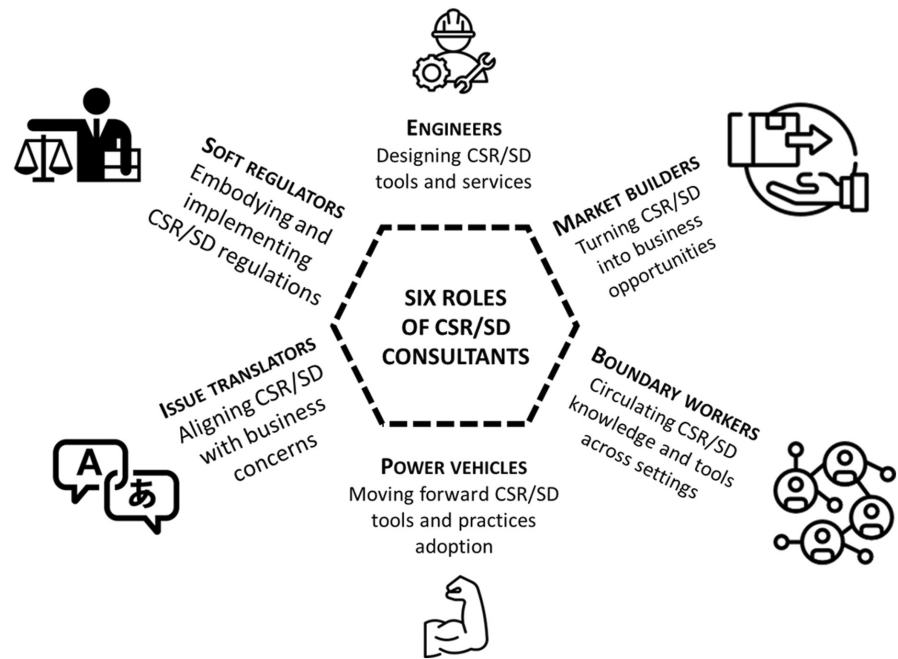 ENGINEERS
Designing CSR/SD
tools and services
MARKET BUILDERS
Turning CSR/SD
into business
opportunities
BOUNDARY WORKERS
Circulating CSR/SD
knowledge and tools
across settings
POWER VEHICLES
Moving forward CSR/SD
tools and practices
adoption
ISSUE TRANSLATORS
Aligning CSR/SD
with business
concerns
SOFT REGULATORS
Embodying and
implementing
CSR/SD regulations
SIX ROLES
OF CSR/SD
CONSULTANTS
A
あ